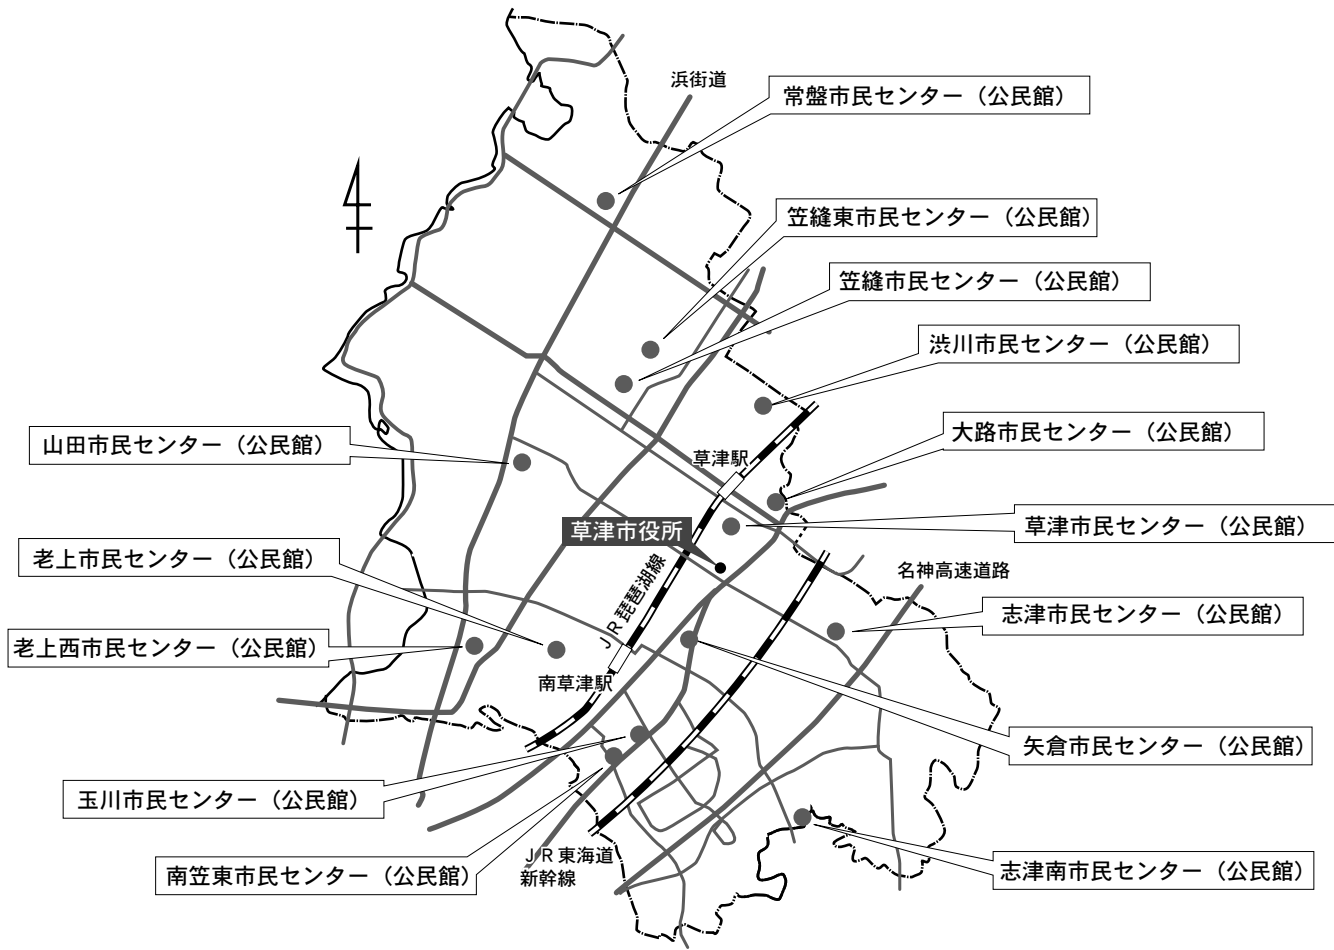 浜街道
常盤市民センター（公民館）
笠縫東市民センター（公民館）
笠縫市民センター（公民館）
渋川市民センター（公民館）
大路市民センター（公民館）
山田市民センター（公民館）
草津駅
草津市役所
草津市民センター（公民館）
老上市民センター（公民館）
ＪＲ琵琶湖線
名神高速道路
志津市民センター（公民館）
老上西市民センター（公民館）
南草津駅
矢倉市民センター（公民館）
玉川市民センター（公民館）
ＪＲ東海道
新幹線
南笠東市民センター（公民館）
志津南市民センター（公民館）